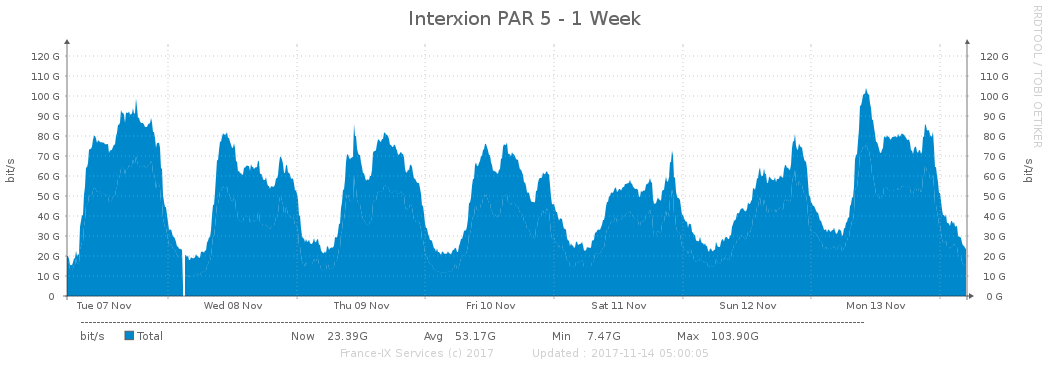 Interxion PAR 5 - 1 Week
RRDTOOL / TOBI OETIKER
120 G 120 G
110 G 110 G
100 G 100 G
90 G 90 G
80 G 80 G
70 G 70 G
60 G 60 G
50 G 50 G
40 G 40 G
30 G 30 G
20 G 20 G
10 G 10 G
0 0 G
bit/s
bit/s
Tue 07 Nov Wed 08 Nov Thu 09 Nov Fri 10 Nov Sat 11 Nov Sun 12 Nov Mon 13 Nov
bit/s Total Now 23.39G Avg 53.17G Min 7.47G Max 103.90G
France-IX Services (c) 2017 Updated : 2017-11-14 05:00:05